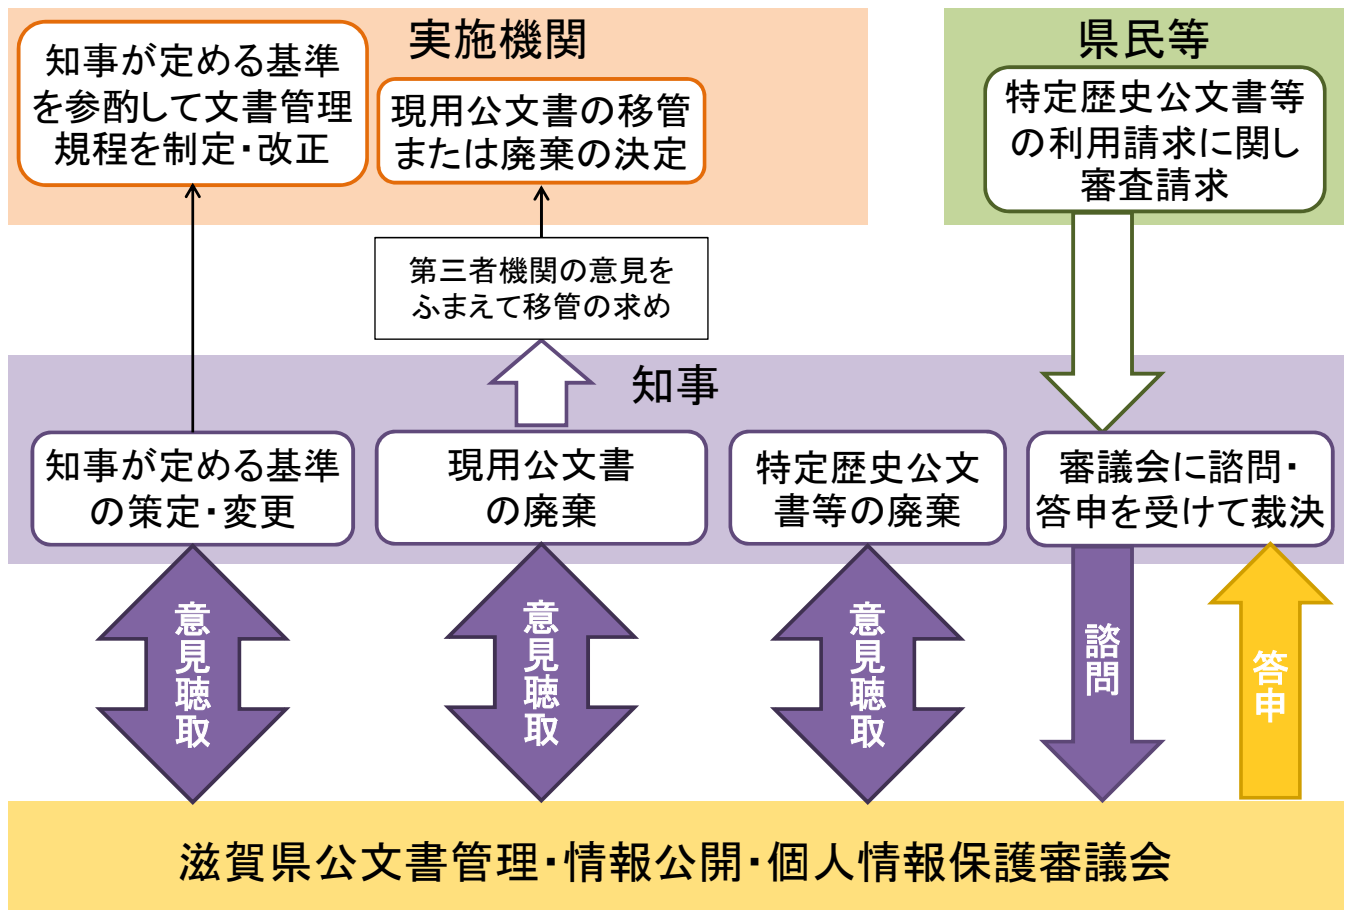 実施機関
知事が定める基準
を参酌して文書管理
規程を制定・改正
現用公文書の移管
または廃棄の決定
県民等
特定歴史公文書等
の利用請求に関し
審査請求
第三者機関の意見を
ふまえて移管の求め
知事
知事が定める基準
の策定・変更
現用公文書
の廃棄
特定歴史公文
書等の廃棄
審議会に諮問・
答申を受けて裁決
意見聴取
意見聴取
意見聴取
諮問
答申
滋賀県公文書管理・情報公開・個人情報保護審議会